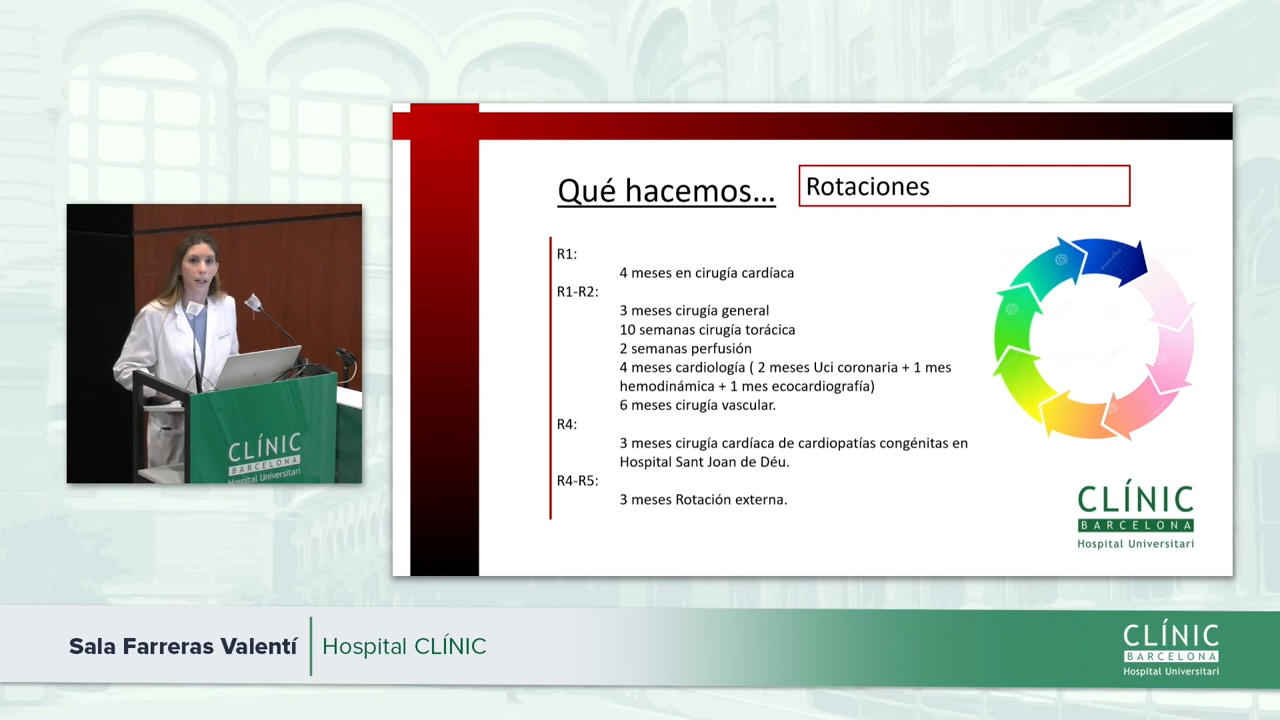 Qué hacemos...
Rotaciones
R1:
4 meses en cirugía cardíaca
R1-R2:
3 meses cirugía general
10 semanas cirugía torácica
2 semanas perfusión
4 meses cardiología ( 2 meses Uci coronaria + 1 mes
hemodinámica + 1 mes ecocardiografía)
6 meses cirugía vascular.
R4:
3 meses cirugía cardíaca de cardiopatías congénitas en
Hospital Sant Joan de Déu.
R4-R5:
3 meses Rotación externa.
CLÍNIC
BARCELONA
Hospital Universitari
CLÍNIC
BARCELONA
Hospital Universitari
Sala Farreras Valentí
Hospital CLÍNIC
CLÍNIC
BARCELONA
Hospital Universitari